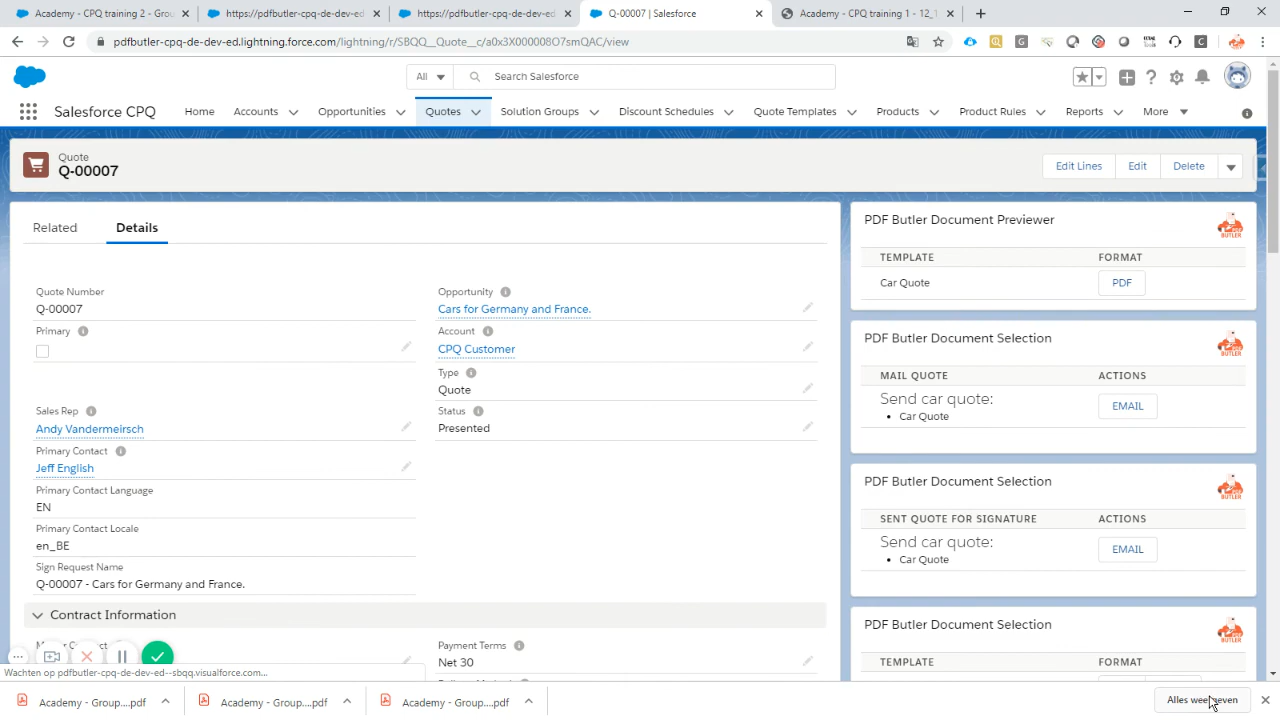 Academy - CPQ training 2 - Grou
https://pdfbutler-cpq-de-dev-ed
https://pdfbutler-cpq-de-dev-ed
Q-00007 | Salesforce
Academy - CPQ training 1 - 12_1
pdfbutler-cpq-de-dev-ed.lightning.force.com/lightning/r/SBQQ__Quote__c/a0x3X000008O7smQAC/view
All
Search Salesforce
Salesforce CPQ
Home
Accounts
Opportunities
Quotes
Solution Groups
Discount Schedules
Quote Templates
Products
Product Rules
Reports
More
Quote
Q-00007
Edit Lines
Edit
Delete
Related
Details
Quote Number
Q-00007
Primary
Sales Rep
Andy Vandermeirsch
Primary Contact
Jeff English
Primary Contact Language
EN
Primary Contact Locale
en_BE
Sign Request Name
Q-00007 - Cars for Germany and France.
Opportunity
Cars for Germany and France.
Account
CPQ Customer
Type
Quote
Status
Presented
Contract Information
Payment Terms
Net 30
PDF Butler Document Previewer
TEMPLATE
FORMAT
Car Quote
PDF
PDF Butler Document Selection
MAIL QUOTE
ACTIONS
Send car quote:
Car Quote
EMAIL
PDF Butler Document Selection
SENT QUOTE FOR SIGNATURE
ACTIONS
Send car quote:
Car Quote
EMAIL
PDF Butler Document Selection
TEMPLATE
FORMAT
Wachten op pdfbutler-cpq-de-dev-ed--sbqq.visualforce.com...
Academy - Group....pdf
Academy - Group....pdf
Academy - Group....pdf
Alles weergeven